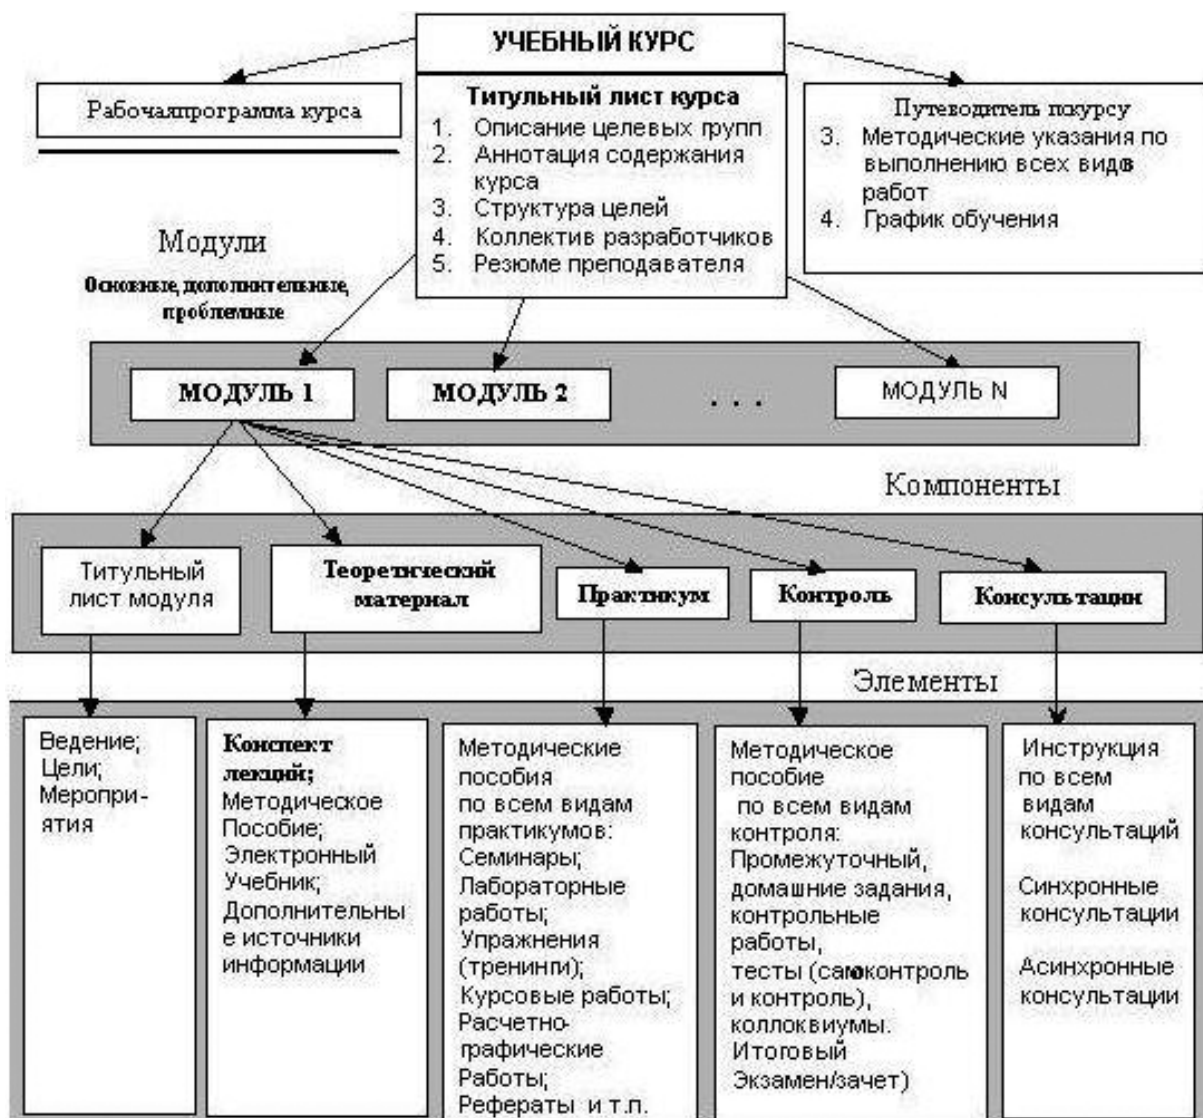 УЧЕБНЫЙ КУРС
Рабочаяпрограмма курса
Титульный лист курса
1. Описание целевых групп
2. Аннотация содержания
курса
3. Структура целей
4. Коллектив разработчиков
5. Резюме преподавателя
Путеводитель покурсу
3. Методические указания по
выполнению всех видов
работ
4. График обучения
Модули
Основные, дополнительные,
проблемные
МОДУЛЬ 1
МОДУЛЬ 2
. . .
МОДУЛЬ N
Компоненты
Титульный
лист модуля
Теоретический
материал
Практикум
Контроль
Консультации
Элементы
Ведение;
Цели;
Меропри-
ятия
Конспект
лекций;
Методическое
Пособие;
Электронный
Учебник;
Дополнительны
е источники
информации
Методические
пособия
по всем видам
практикумов:
Семинары;
Лабораторные
работы;
Упражнения
(тренинги);
Курсовые работы;
Расчетно-
графические
Работы;
Рефераты и т.п.
Методическое
пособие
по всем видам
контроля:
Промежуточный,
домашние задания,
контрольные
работы,
тесты (самоконтроль
и контроль),
коллоквиумы.
Итоговый
Экзамен/зачет)
Инструкция
по всем
видам
консультаций
Синхронные
консультации
Асинхронные
консультации